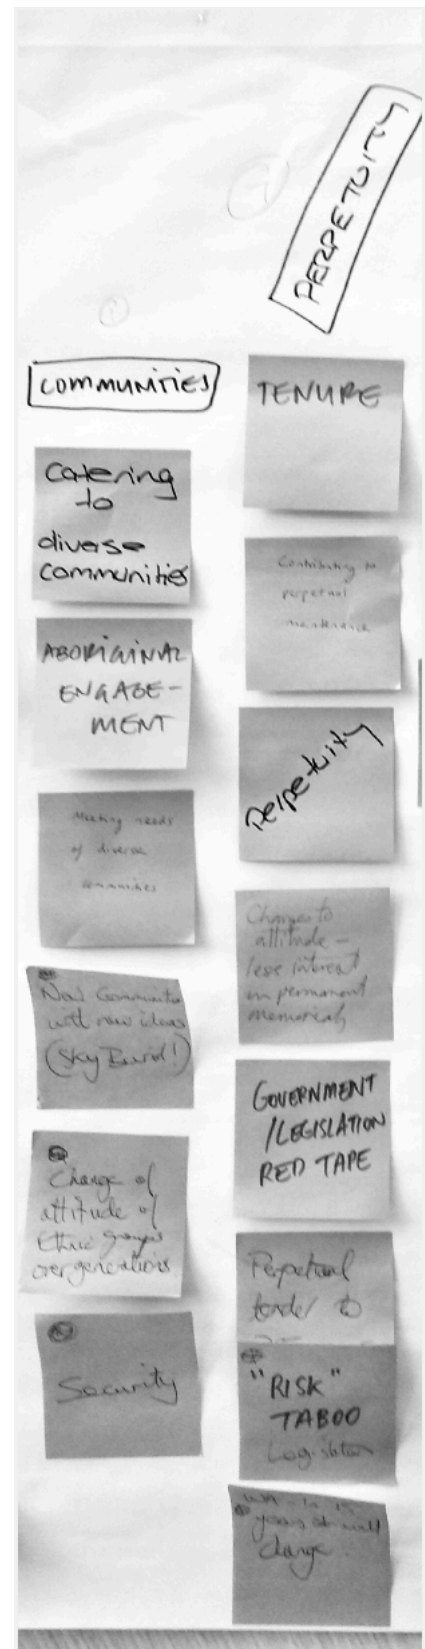 PERPETUITY
COMMUNITIES
Catering
to
diverse
communities
ABORIGINAL
ENGAGE-
MENT
Meeting needs
of diverse
communities
New Communities
with new ideas
(Sky Burial!)
Change of
attitude of
Ethnic groups
over generations
Security
TENURE
Contributing to
perpetual
maintenance
Perpetuity
Changes to
attitude -
less interest
in permanent
memorials
GOVERNMENT
/LEGISLATION
RED TAPE
Perpetual
tender to
"RISK"
TABOO
Legislation
years
change